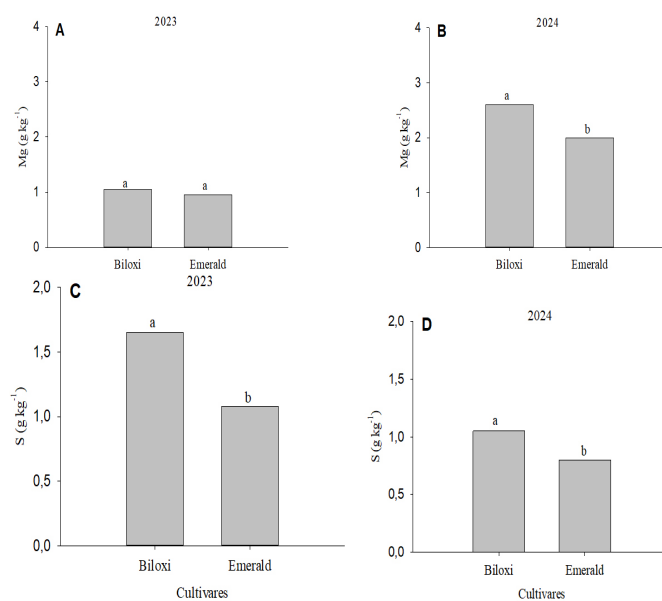 A
2023
4
3
2
1
0
Mg (g kg-1)
a
a
Biloxi
Emerald
B
2024
4
3
2
1
0
Mg (g kg-1)
a
b
Biloxi
Emerald
C
2023
2,0
1,5
1,0
0,5
0,0
S (g kg-1)
a
b
Biloxi
Emerald
Cultivares
D
2024
2,0
1,5
1,0
0,5
0,0
S (g kg-1)
a
b
Biloxi
Emerald
Cultivares